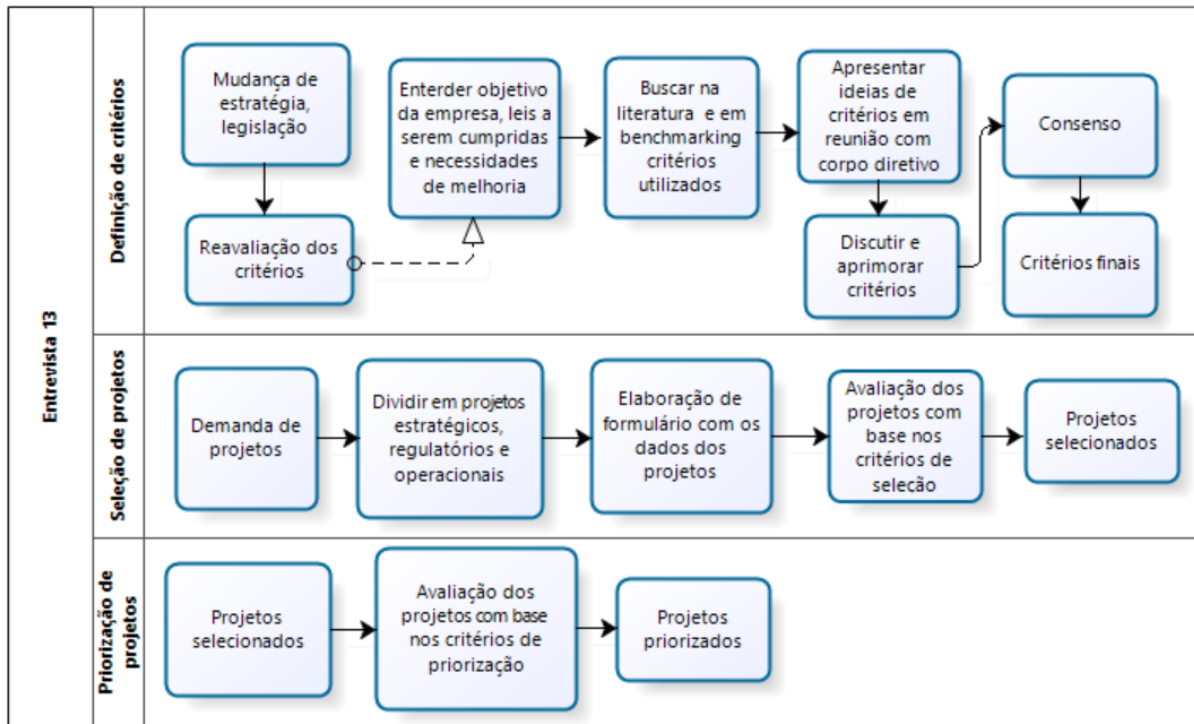 Entrevista 13
Definição de critérios
Mudança de
estratégia,
legislação
Reavaliação dos
critérios
Enterder objetivo
da empresa, leis a
serem cumpridas
e necessidades
de melhoria
Buscar na
literatura e em
benchmarking
critérios
utilizados
Apresentar
ideias de
critérios em
reunião com
corpo diretivo
Discutir e
aprimorar
critérios
Consenso
Critérios finais
Seleção de projetos
Demanda de
projetos
Dividir em projetos
estratégicos,
regulatórios e
operacionais
Elaboração de
formulário com os
dados dos
projetos
Avaliação dos
projetos com
base nos
critérios de
seleção
Projetos
selecionados
Priorização de
projetos
Projetos
selecionados
Avaliação dos
projetos com base
nos critérios de
priorização
Projetos
priorizados